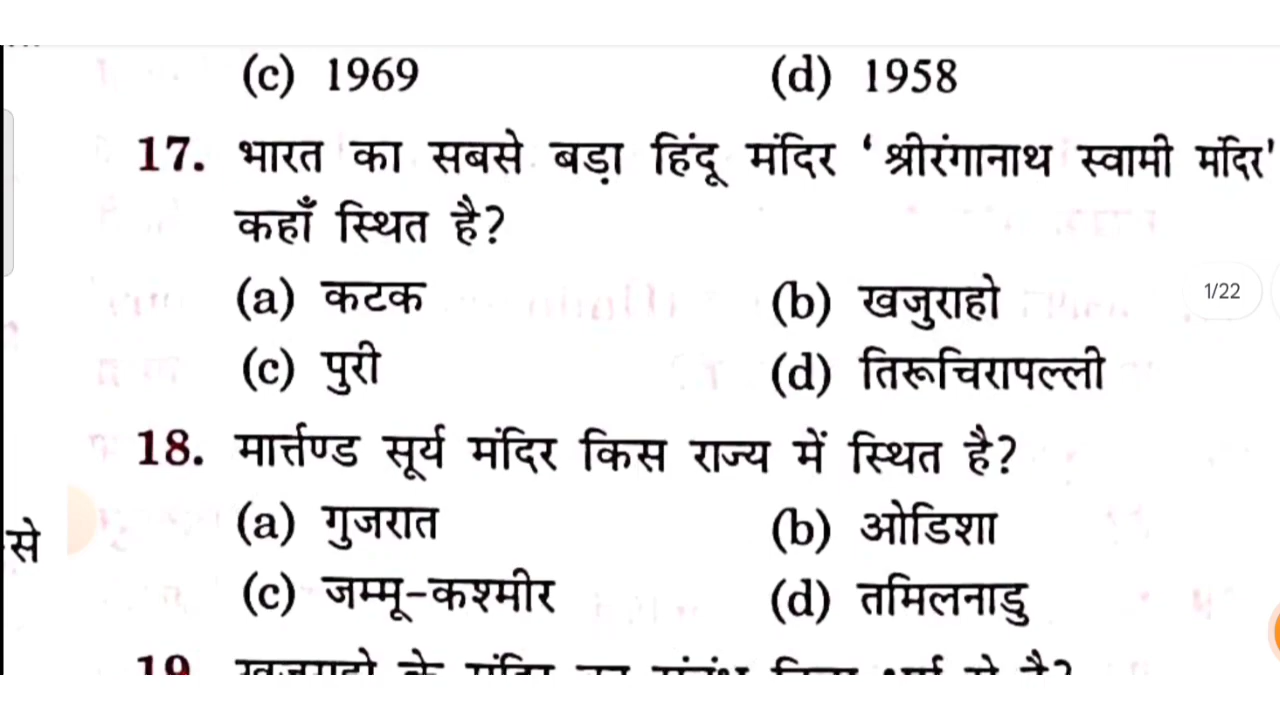 (c) 1969 (d) 1958
17. भारत का सबसे बड़ा हिंदू मंदिर ‘श्रीरंगानाथ स्वामी मंदिर’
कहाँ स्थित है?
(a) कटक (b) खजुराहो
1/22
(c) पुरी (d) तिरूचिरापल्ली
18. मार्त्तण्ड सूर्य मंदिर किस राज्य में स्थित है?
(a) गुजरात (b) ओडिशा
से
(c) जम्मू-कश्मीर (d) तमिलनाडु
19